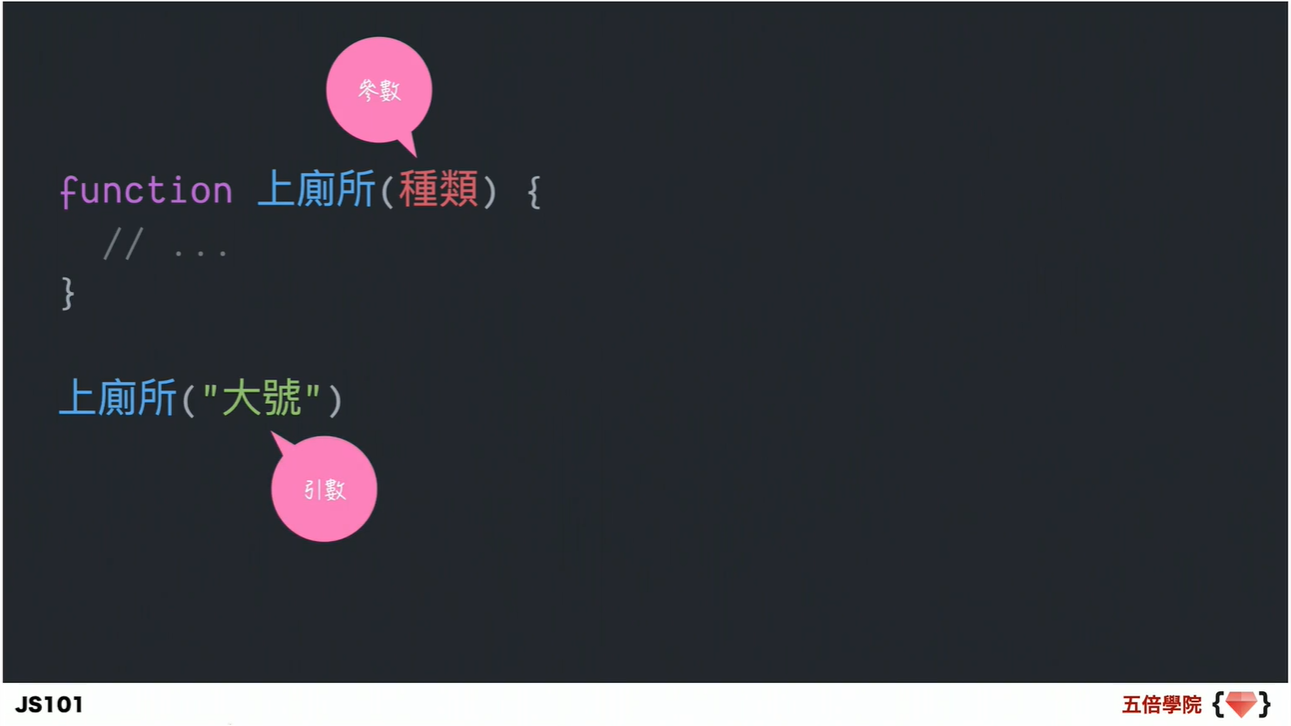 參數
function 上廁所(種類) {
// ...
}
上廁所("大號")
引數
JS101
五倍學院 { }